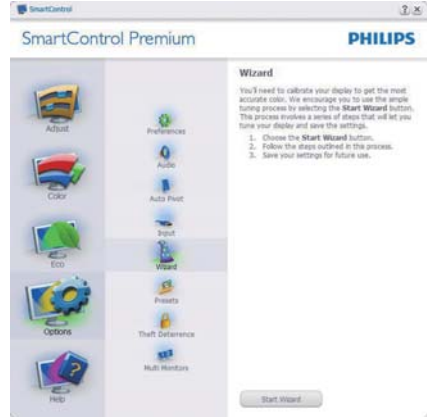 SmartControl
SmartControl Premium
PHILIPS
Adjust
Color
Eco
Options
Help
Preferences
Audio
Auto Pivot
Input
Wizard
Presets
Theft Deterrence
Multi Monitors
Wizard
You'll need to calibrate your display to get the most
accurate color. We encourage you to use the simple
tuning process by selecting the Start Wizard button.
This process involves a series of steps that will let you
tune your display and save the settings.
1. Choose the Start Wizard button.
2. Follow the steps outlined in the process.
3. Save your settings for future use.
Start Wizard